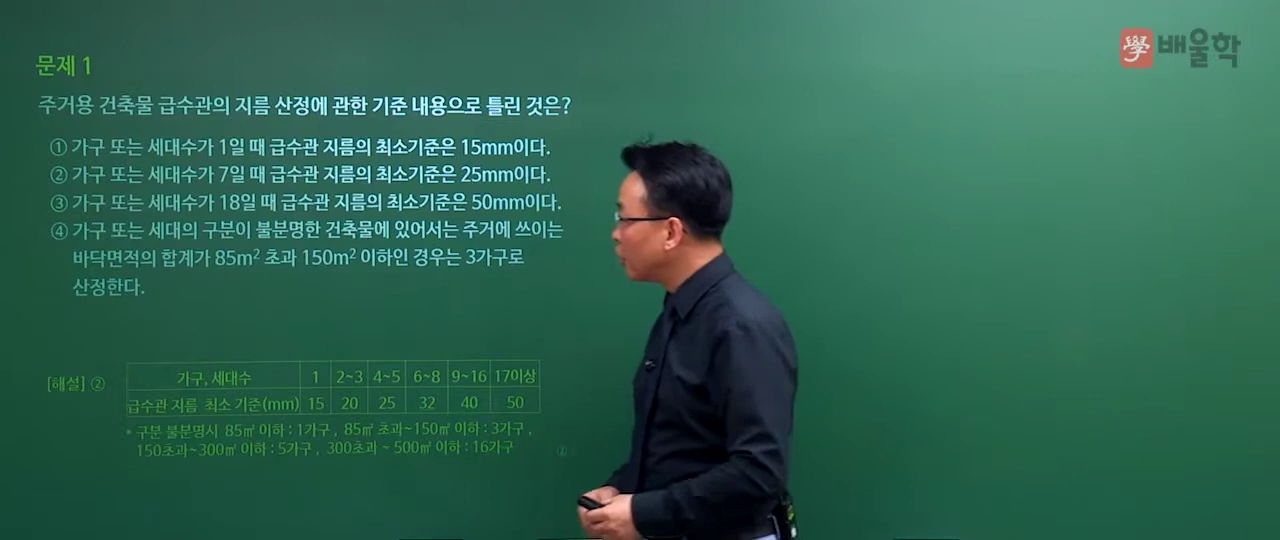 學 배울학
문제 1
주거용 건축물 급수관의 지름 산정에 관한 기준 내용으로 틀린 것은?
① 가구 또는 세대수가 1일 때 급수관 지름의 최소기준은 15mm이다.
② 가구 또는 세대수가 7일 때 급수관 지름의 최소기준은 25mm이다.
③ 가구 또는 세대수가 18일 때 급수관 지름의 최소기준은 50mm이다.
④ 가구 또는 세대의 구분이 불분명한 건축물에 있어서는 주거에 쓰이는
바닥면적의 합계가 85m² 초과 150m² 이하인 경우는 3가구로
산정한다.
[해설] ②
가구, 세대수 1 2~3 4~5 6~8 9~16 17이상
급수관 지름 최소 기준(mm) 15 20 25 32 40 50
* 구분 불분명시 85㎡ 이하 : 1가구 , 85㎡ 초과~150㎡ 이하 : 3가구 ,
150초과~300㎡ 이하 : 5가구 , 300초과 ~ 500㎡ 이하 : 16가구
②